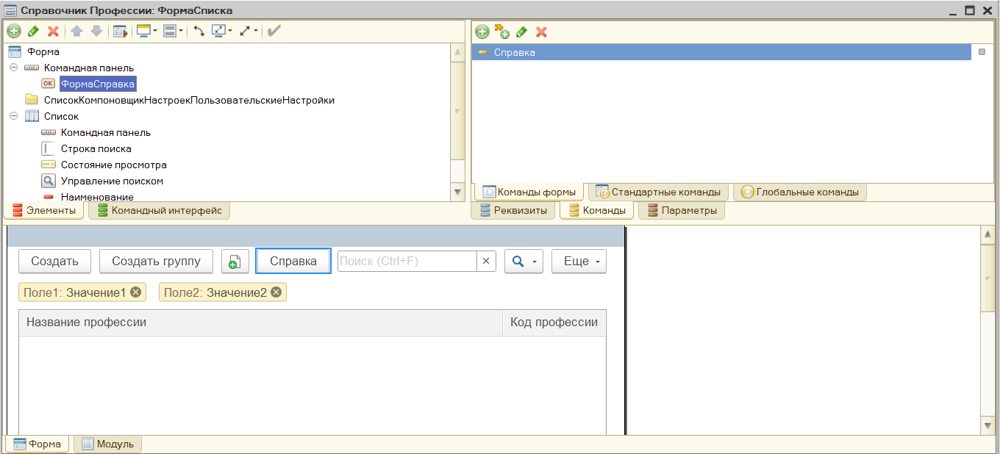 Справочник Профессии: ФормаСписка
Форма
Командная панель
OK ФормаСправка
СписокКомпоновщикНастроекПользовательскиеНастройки
Список
Командная панель
Строка поиска
Состояние просмотра
Управление поиском
Наименование
Элементы Командный интерфейс
Справка
Команды формы Стандартные команды Глобальные команды
Реквизиты Команды Параметры
Создать Создать группу Справка Поиск (Ctrl+F) × Еще
Поле1: Значение1 Поле2: Значение2
Название профессии Код профессии
Форма Модуль